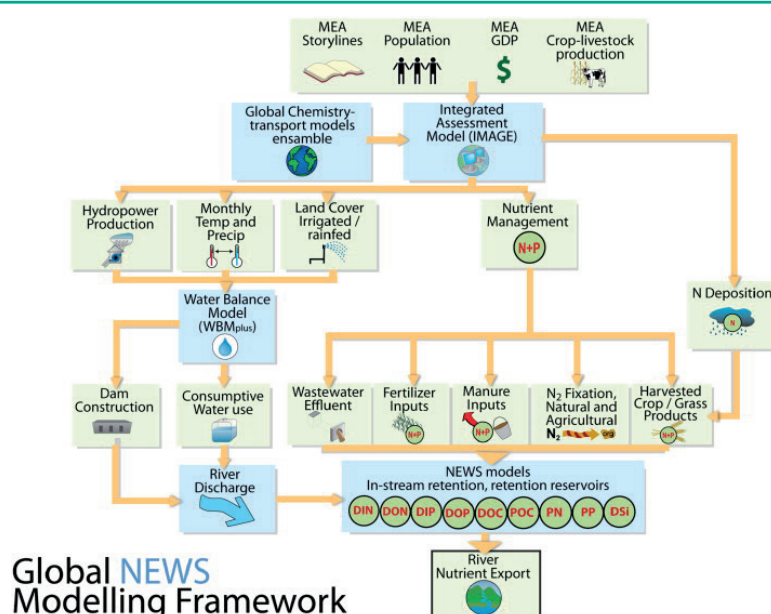 MEA
Storylines
MEA
Population
MEA
GDP
$
MEA
Crop-livestock
production
Global Chemistry-
transport models
ensamble
Integrated
Assessment
Model (IMAGE)
Hydropower
Production
Monthly
Temp and
Precip
Land Cover
Irrigated /
rainfed
Nutrient
Management
N+P
N Deposition
N
Water Balance
Model
(WBMplus)
Dam
Construction
Consumptive
Water use
Wastewater
Effluent
Fertilizer
Inputs
N+P
Manure
Inputs
N+P
N2 Fixation,
Natural and
Agricultural
N2
Harvested
Crop / Grass
Products
N+P
River
Discharge
NEWS models
In-stream retention, retention reservoirs
DIN DON DIP DOP DOC POC PN PP DSi
River
Nutrient Export
Global NEWS
Modelling Framework